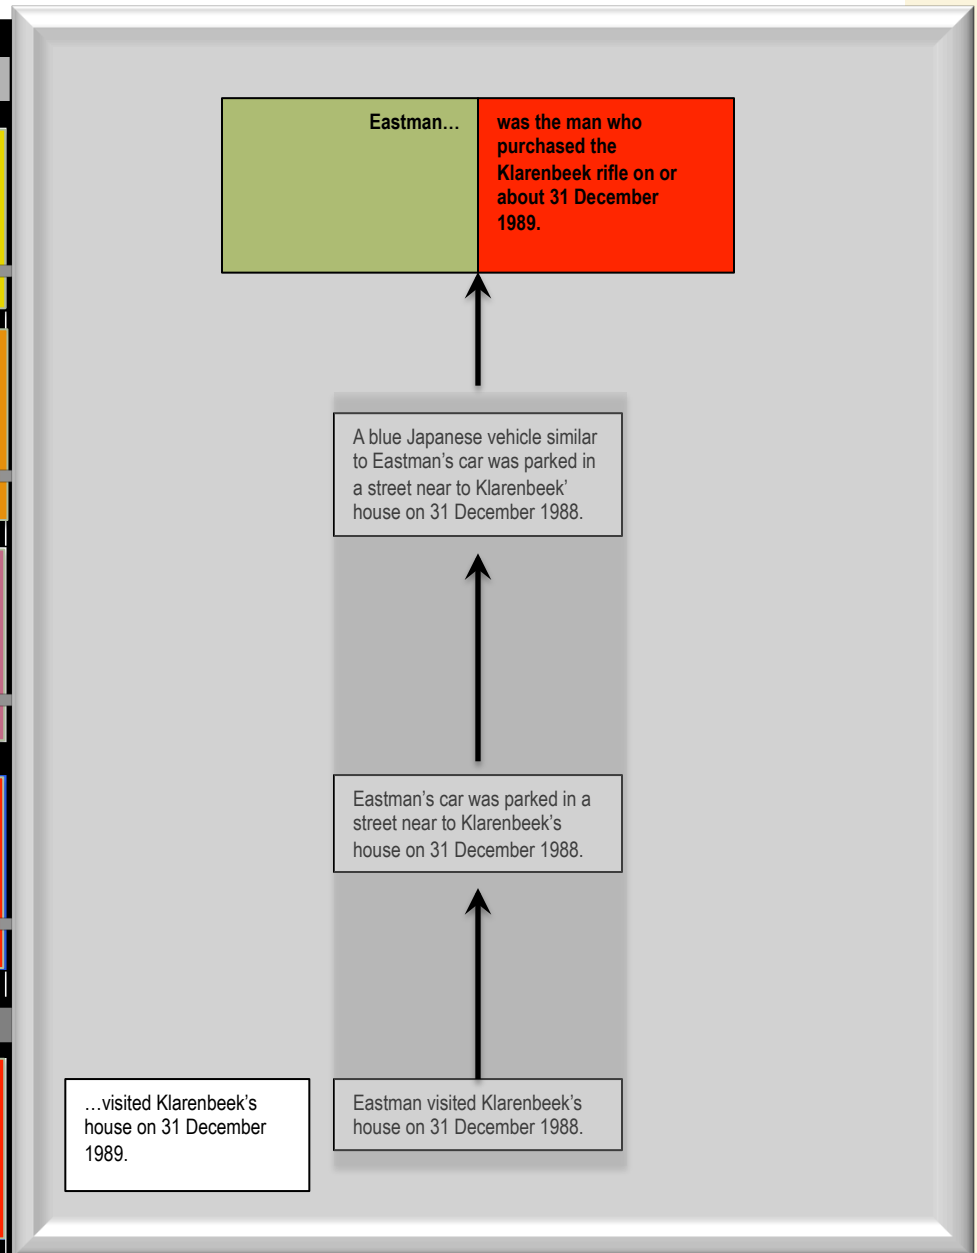 Eastman…
was the man who
purchased the
Klarenbeek rifle on or
about 31 December
1989.
A blue Japanese vehicle similar
to Eastman’s car was parked in
a street near to Klarenbeek’
house on 31 December 1988.
Eastman’s car was parked in a
street near to Klarenbeek’s
house on 31 December 1988.
…visited Klarenbeek’s
house on 31 December
1989.
Eastman visited Klarenbeek’s
house on 31 December 1988.